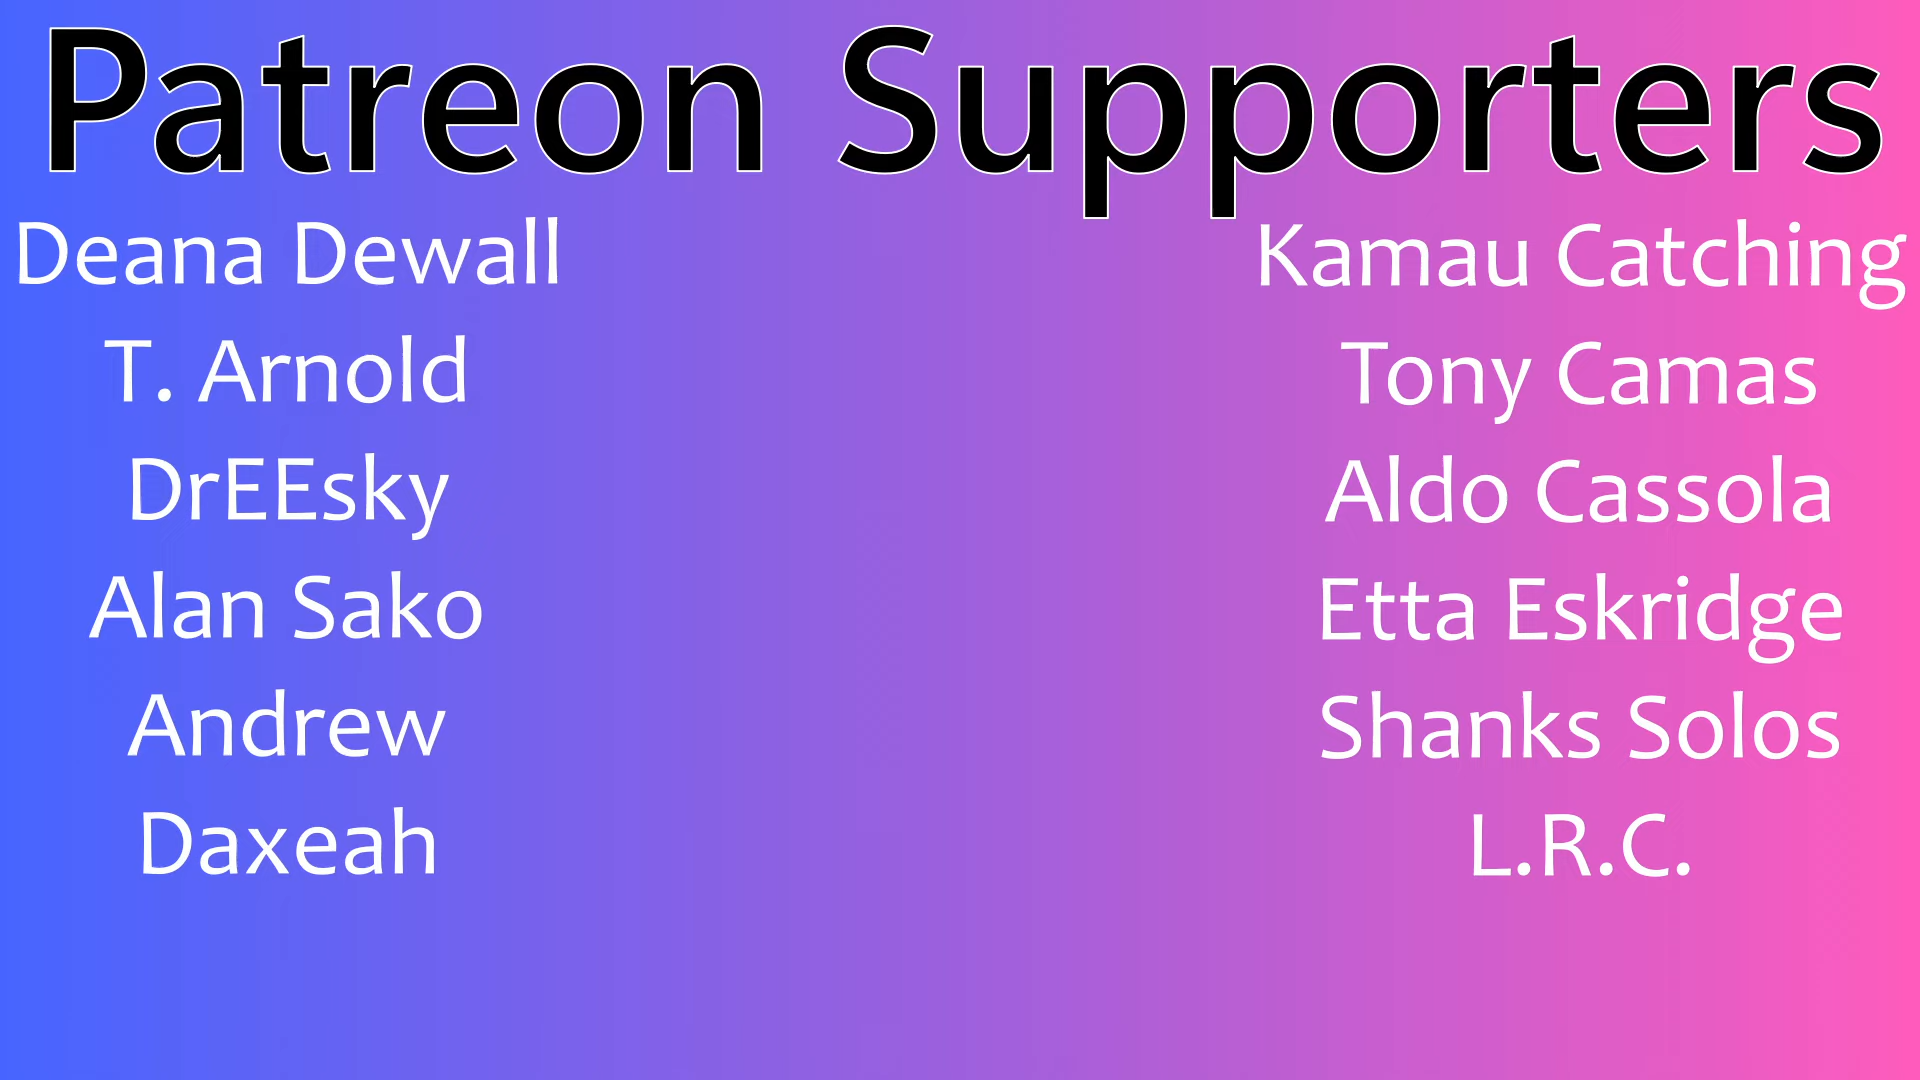 Patreon Supporters
Deana Dewall
T. Arnold
DrEEsky
Alan Sako
Andrew
Daxeah
Kamau Catching
Tony Camas
Aldo Cassola
Etta Eskridge
Shanks Solos
L.R.C.